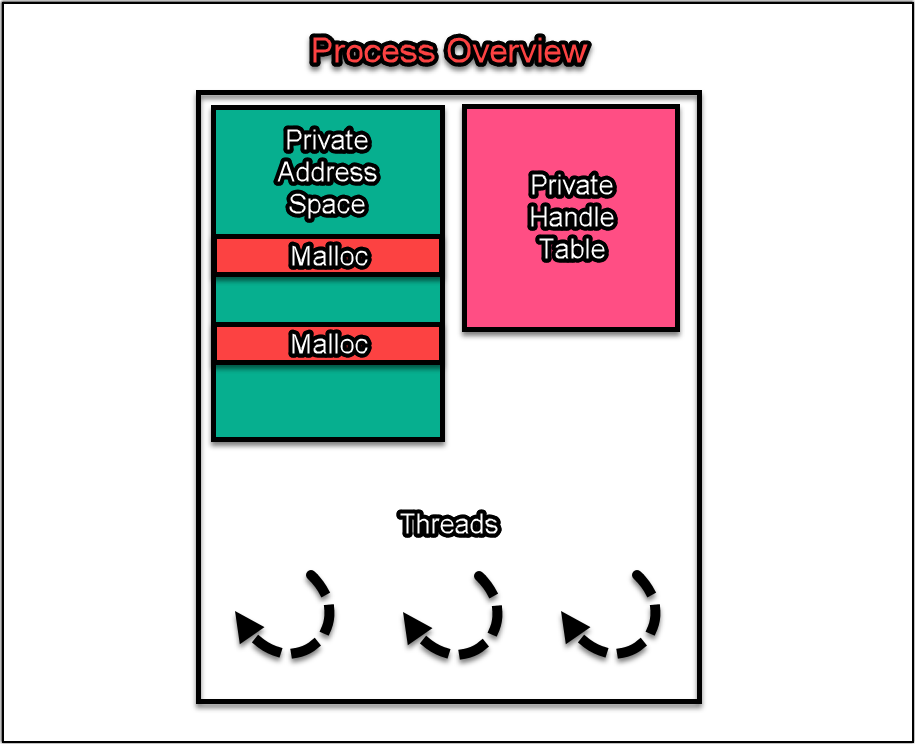 Process Overview
Private
Address
Space
Malloc
Malloc
Private
Handle
Table
Threads